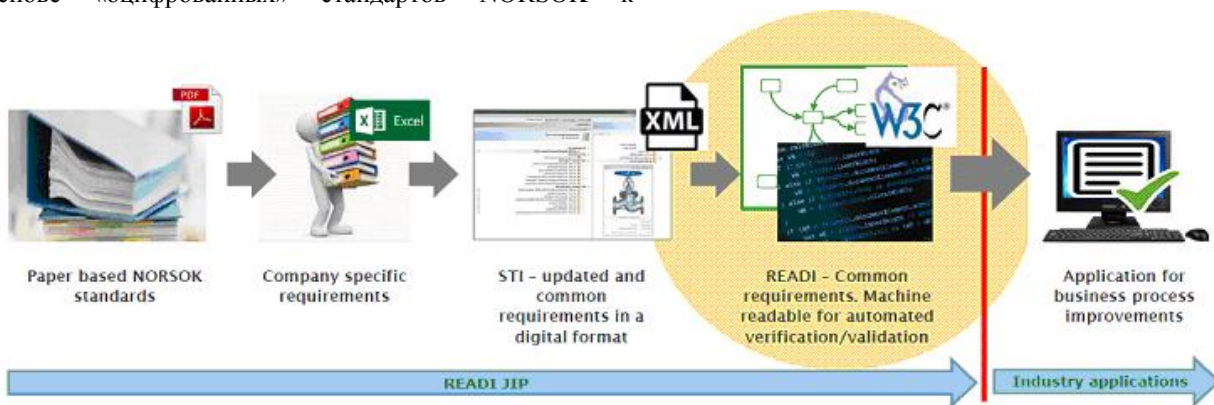 «оцифрованных» стандартов NORSOK к
PDF
Excel
XML
W3C
Paper based NORSOK
standards
Company specific
requirements
STI – updated and
common
requirements in a
digital format
READI – Common
requirements. Machine
readable for automated
verification/validation
Application for
business process
improvements
READI JIP
Industry applications